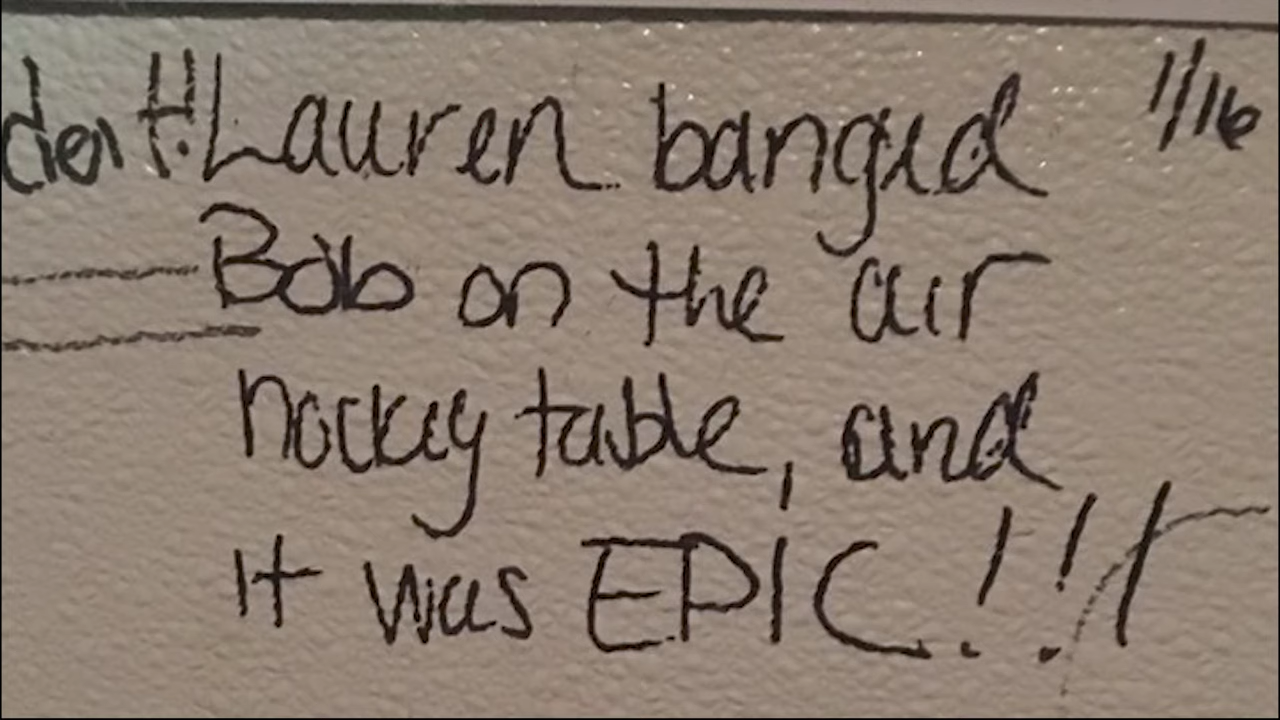 Lauren banged 1/16
Bob on the air
hockey table, and
it was EPIC!!!